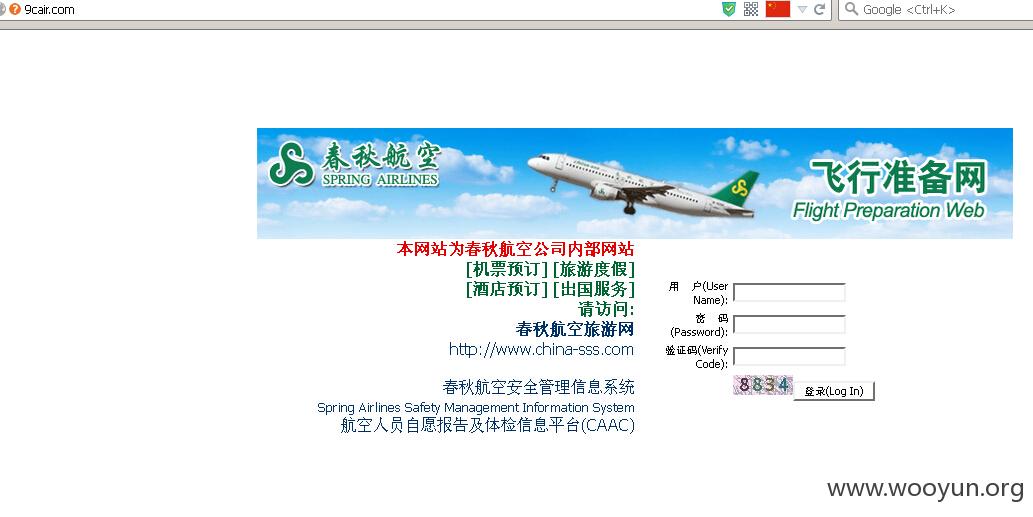 9cair.com
Google <Ctrl+K>
春秋航空
SPRING AIRLINES
飞行准备网
Flight Preparation Web
本网站为春秋航空公司内部网站
[机票预订] [旅游度假]
[酒店预订] [出国服务]
请访问:
春秋航空旅游网
http://www.china-sss.com
春秋航空安全管理信息系统
Spring Airlines Safety Management Information System
航空人员自愿报告及体检信息平台(CAAC)
用 户(User
Name):
密 码
(Password):
验证码(Verify
Code):
8834
登录(Log In)
www.wooyun.org